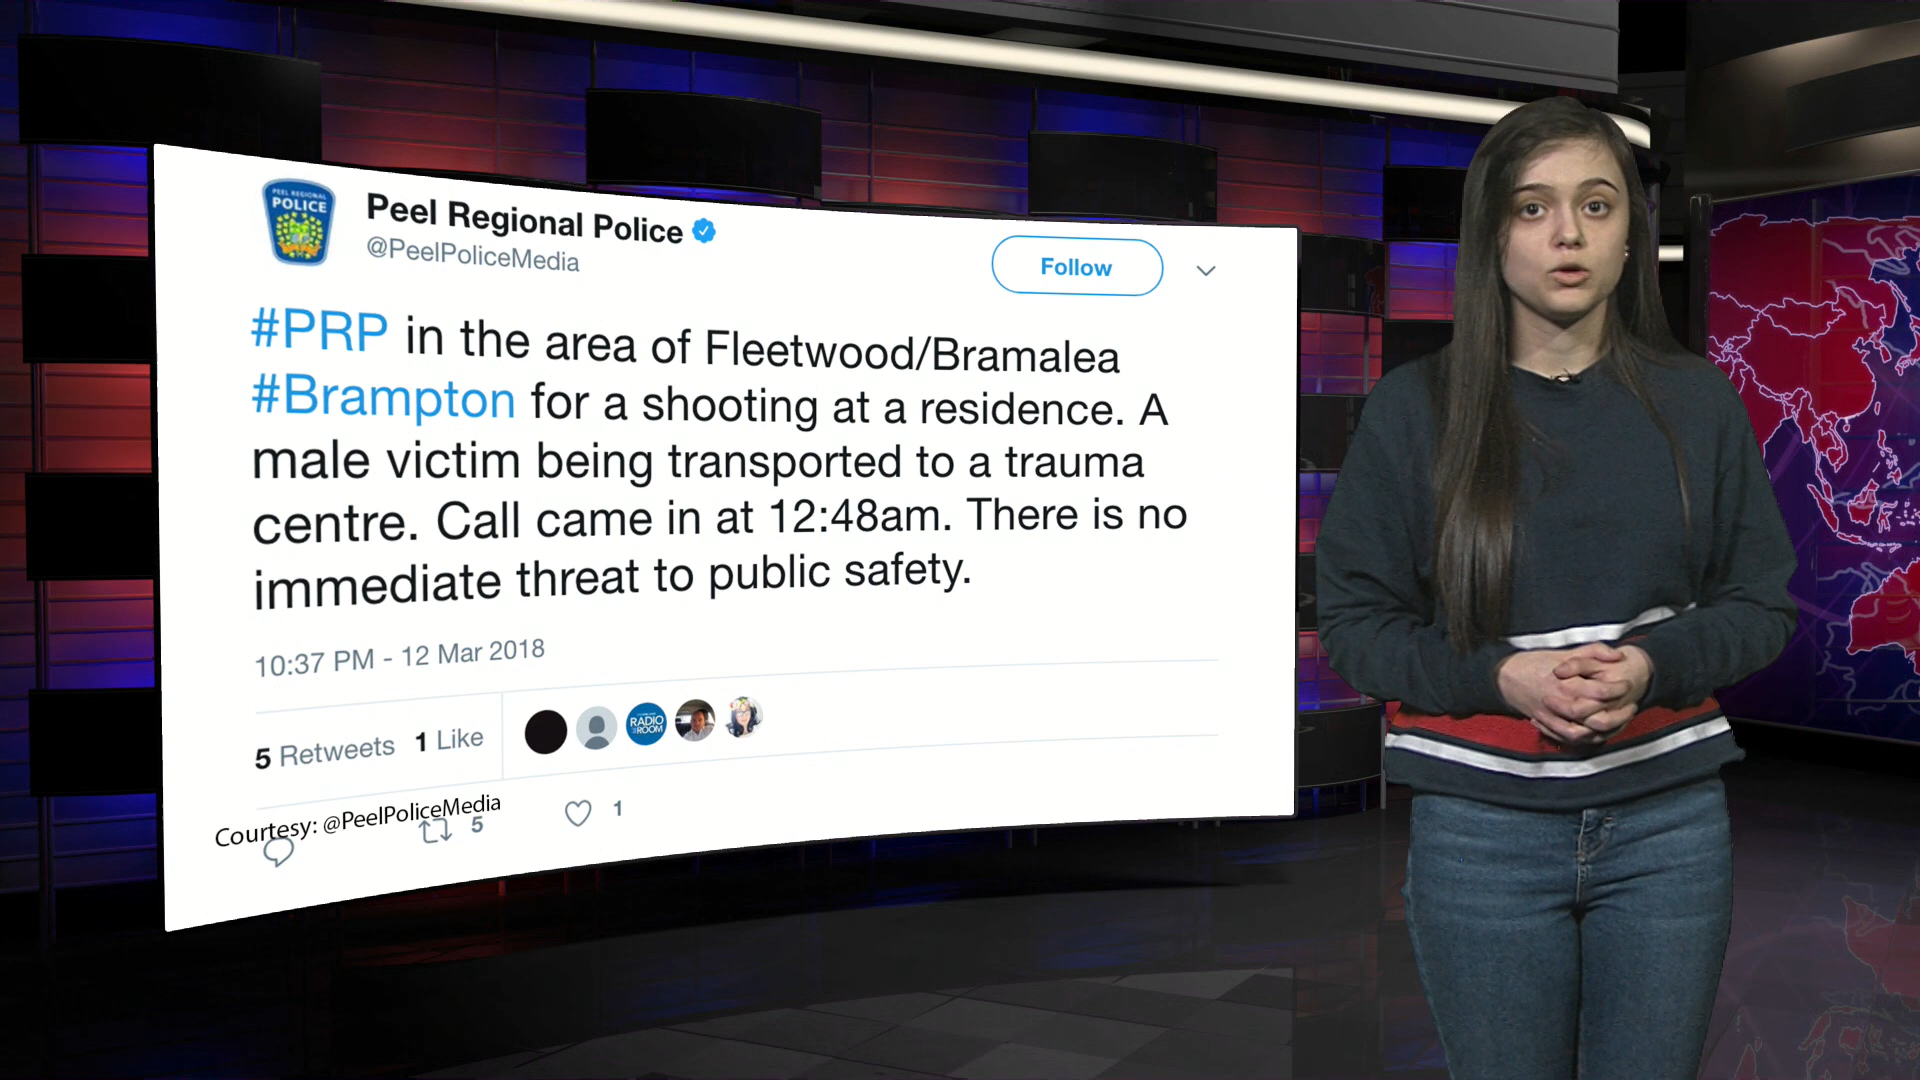 PEEL REGIONAL
POLICE
Peel Regional Police
@PeelPoliceMedia
Follow
#PRP in the area of Fleetwood/Bramalea
#Brampton for a shooting at a residence. A
male victim being transported to a trauma
centre. Call came in at 12:48am. There is no
immediate threat to public safety.
10:37 PM - 12 Mar 2018
5 Retweets 1 Like
RADIO
ROOM
Courtesy: @PeelPoliceMedia
5 1